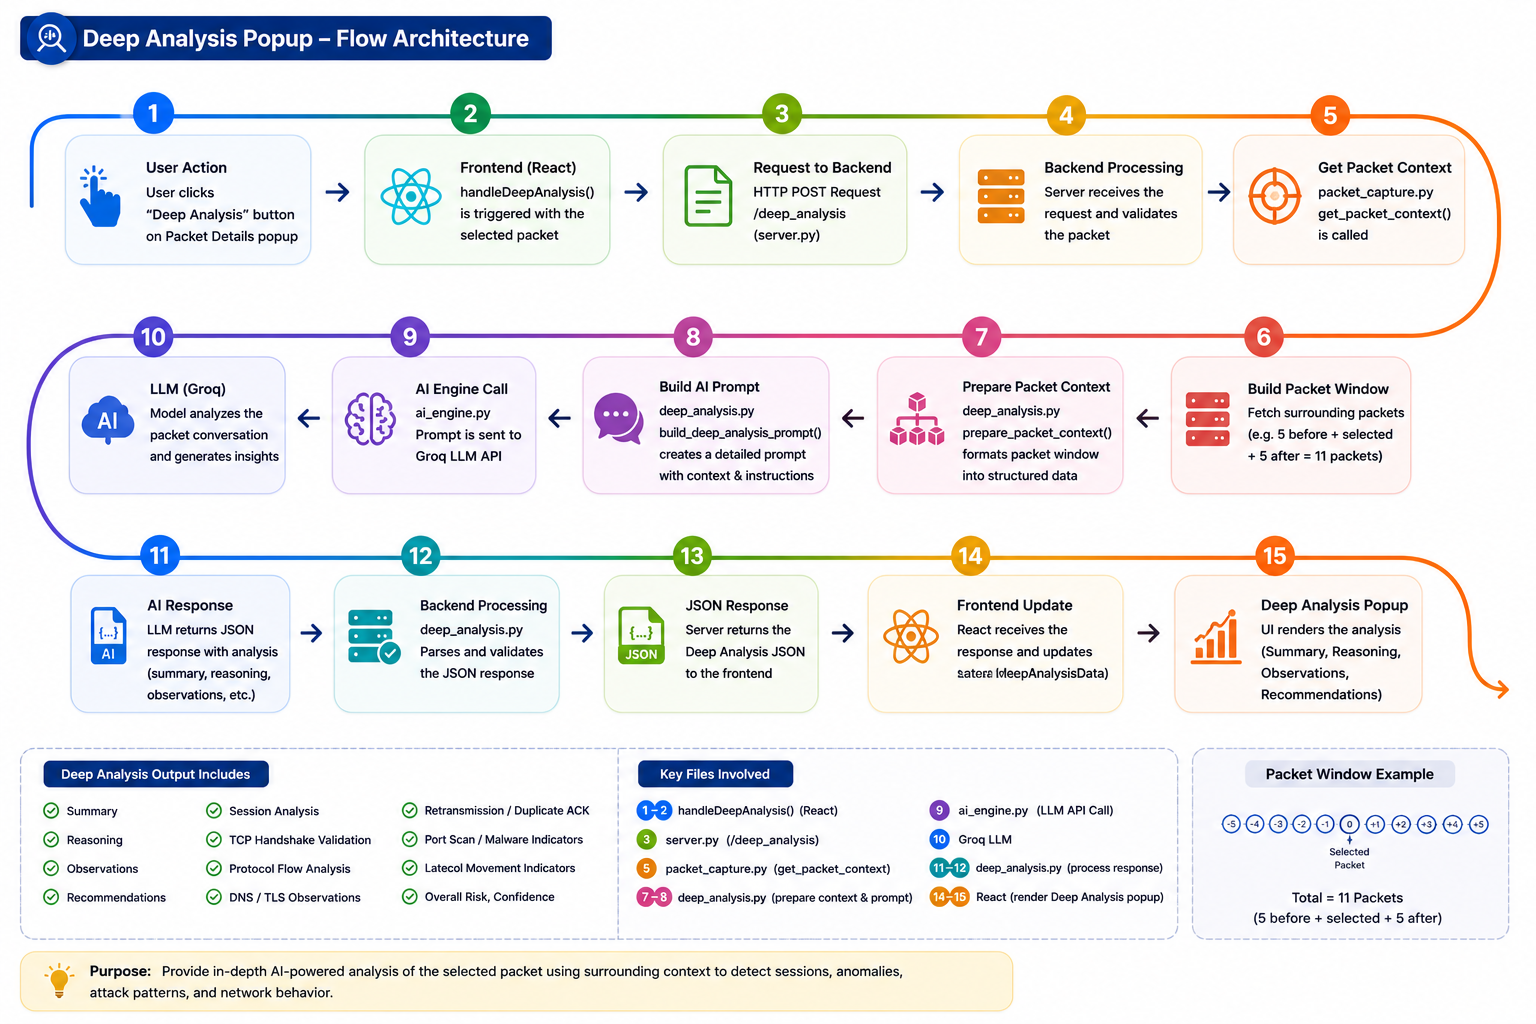 Deep Analysis Popup – Flow Architecture
1
User Action
User clicks
“Deep Analysis” button
on Packet Details popup
2
Frontend (React)
handleDeepAnalysis()
is triggered with the
selected packet
3
Request to Backend
HTTP POST Request
/deep_analysis
(server.py)
4
Backend Processing
Server receives the
request and validates
the packet
5
Get Packet Context
packet_capture.py
get_packet_context()
is called
6
Build Packet Window
Fetch surrounding packets
(e.g. 5 before + selected
+ 5 after = 11 packets)
7
Prepare Packet Context
deep_analysis.py
prepare_packet_context()
formats packet window
into structured data
8
Build AI Prompt
deep_analysis.py
build_deep_analysis_prompt()
creates a detailed prompt
with context & instructions
9
AI Engine Call
ai_engine.py
Prompt is sent to
Groq LLM API
10
AI
LLM (Groq)
Model analyzes the
packet conversation
and generates insights
11
{...}
AI
AI Response
LLM returns JSON
response with analysis
(summary, reasoning,
observations, etc.)
12
Backend Processing
deep_analysis.py
Parses and validates
the JSON response
13
{...}
JSON
JSON Response
Server returns the
Deep Analysis JSON
to the frontend
14
Frontend Update
React receives the
response and updates
deepAnalysisData)
15
Deep Analysis Popup
UI renders the analysis
(Summary, Reasoning,
Observations,
Recommendations)
Deep Analysis Output Includes
Summary
Reasoning
Observations
Recommendations
Session Analysis
TCP Handshake Validation
Protocol Flow Analysis
DNS / TLS Observations
Retransmission / Duplicate ACK
Port Scan / Malware Indicators
Latecol Movement Indicators
Overall Risk, Confidence
Key Files Involved
1–2 handleDeepAnalysis() (React)
3 server.py (/deep_analysis)
5 packet_capture.py (get_packet_context)
7–8 deep_analysis.py (prepare context & prompt)
9 ai_engine.py (LLM API Call)
10 Groq LLM
11–12 deep_analysis.py (process response)
14–15 React (render Deep Analysis popup)
Packet Window Example
-5 -4 -3 -2 -1 0 +1 +2 +3 +4 +5
Selected
Packet
Total = 11 Packets
(5 before + selected + 5 after)
Purpose: Provide in-depth AI-powered analysis of the selected packet using surrounding context to detect sessions, anomalies,
attack patterns, and network behavior.